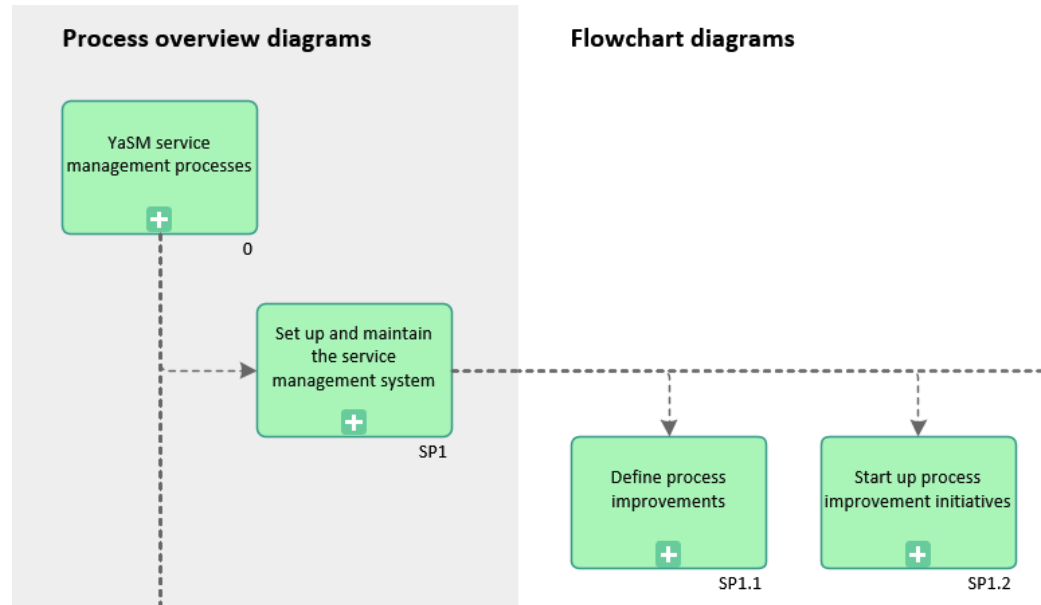 Process overview diagrams
Flowchart diagrams
YaSM service
management processes
0
Set up and maintain
the service
management system
SP1
Define process
improvements
SP1.1
Start up process
improvement initiatives
SP1.2